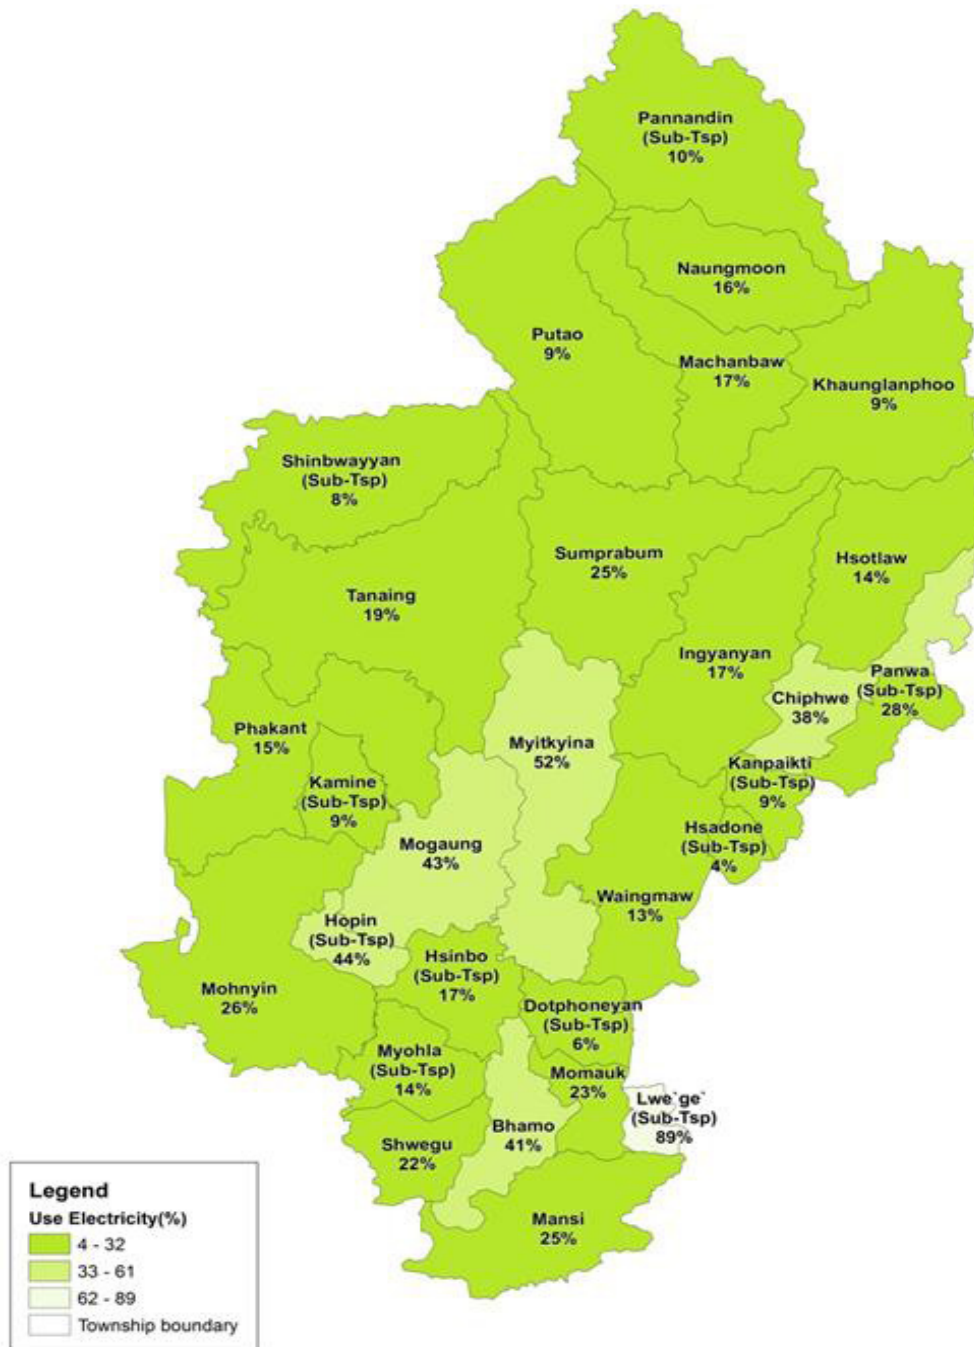 Pannandin
(Sub-Tsp)
10%
Naungmoon
16%
Putao
9%
Machanbaw
17%
Khaunglanphoo
9%
Shinbwayyan
(Sub-Tsp)
8%
Sumprabum
25%
Hsotlaw
14%
Tanaing
19%
Ingyanyan
17%
Panwa
(Sub-Tsp)
28%
Chiphwe
38%
Phakant
15%
Myitkyina
52%
Kanpaikti
(Sub-Tsp)
9%
Kamine
(Sub-Tsp)
9%
Hsadone
(Sub-Tsp)
4%
Mogaung
43%
Waingmaw
13%
Hopin
(Sub-Tsp)
44%
Hsinbo
(Sub-Tsp)
17%
Mohnyin
26%
Dotphoneyan
(Sub-Tsp)
6%
Myohla
(Sub-Tsp)
14%
Momauk
23%
Lwe`ge`
(Sub-Tsp)
89%
Bhamo
41%
Shwegu
22%
Mansi
25%
Legend
Use Electricity(%)
4 - 32
33 - 61
62 - 89
Township boundary